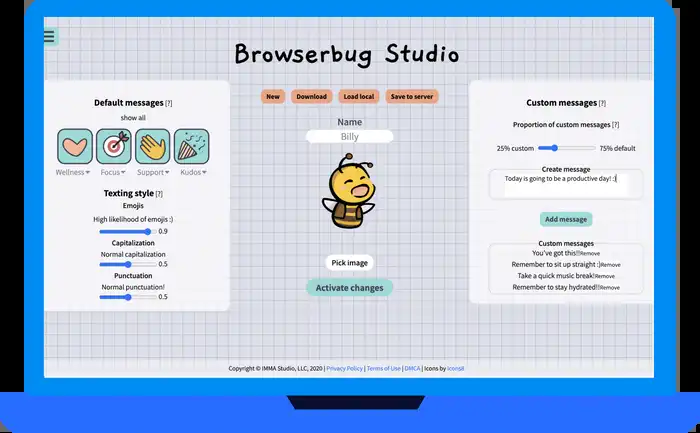 Browserbug Studio
Default messages [?]
show all
Wellness Focus Support Kudos
Texting style [?]
Emojis
High likelihood of emojis :)
0.9
Capitalization
Normal capitalization
0.5
Punctuation
Normal punctuation!
0.5
New Download Load local Save to server
Name
Billy
Pick image
Activate changes
Custom messages [?]
Proportion of custom messages [?]
25% custom 75% default
Create message
Today is going to be a productive day! :)
Add message
Custom messages
You've got this!!Remove
Remember to sit up straight :)Remove
Take a quick music break!Remove
Remember to stay hydrated!!Remove
Copyright © IMMA Studio, LLC, 2020 | Privacy Policy | Terms of Use | DMCA | Icons by Icons8